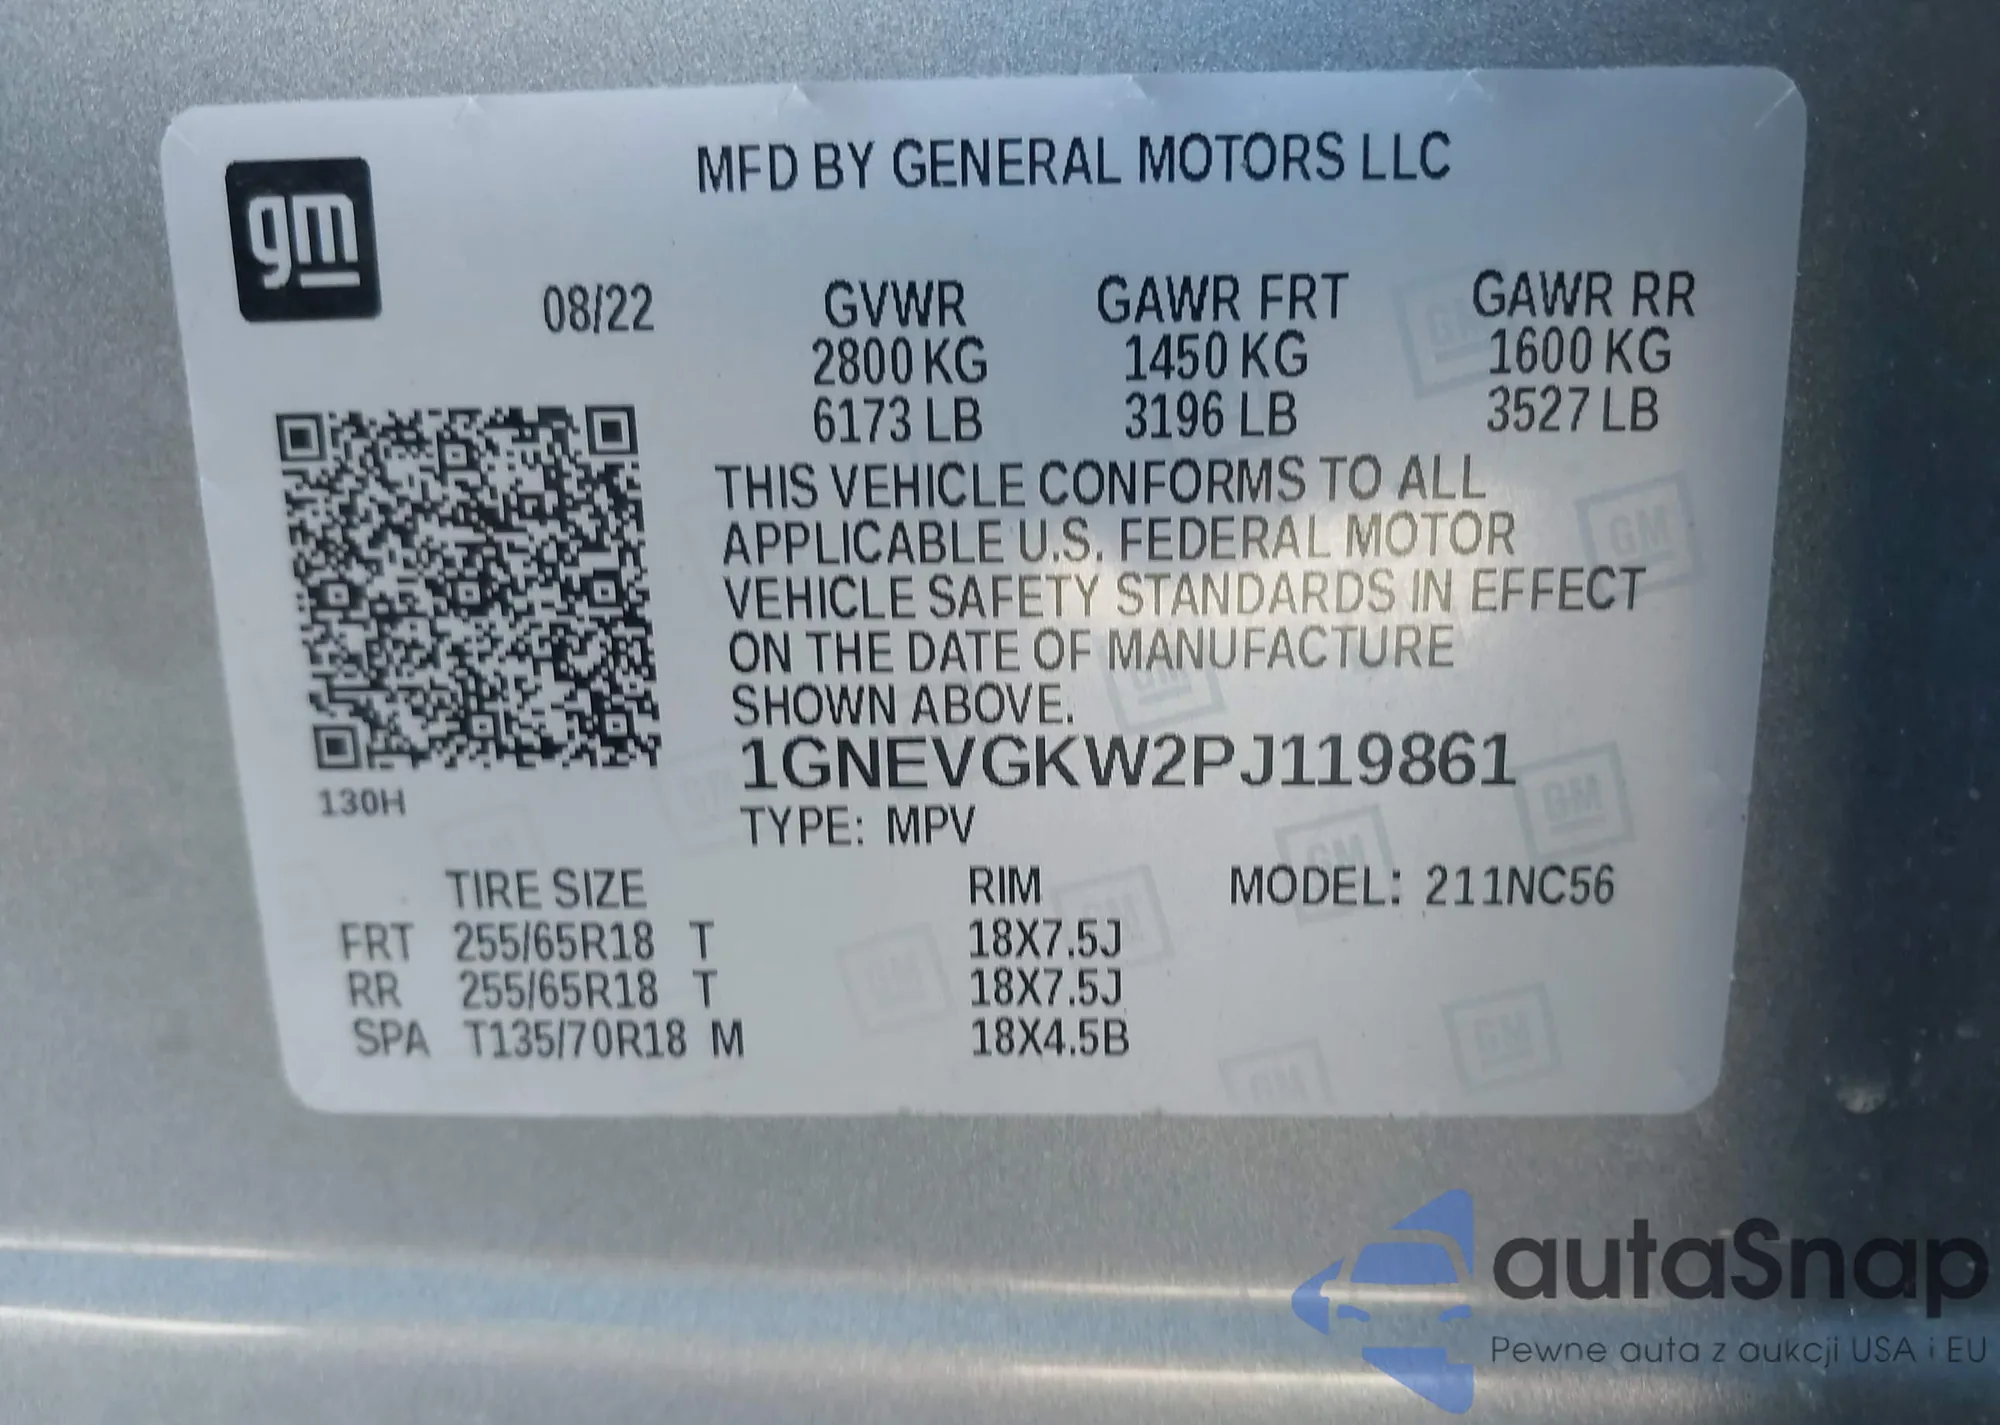 gm
MFD BY GENERAL MOTORS LLC
08/22 GVWR GAWR FRT GAWR RR
2800 KG 1450 KG 1600 KG
6173 LB 3196 LB 3527 LB
THIS VEHICLE CONFORMS TO ALL
APPLICABLE U.S. FEDERAL MOTOR
VEHICLE SAFETY STANDARDS IN EFFECT
ON THE DATE OF MANUFACTURE
SHOWN ABOVE.
1GNEVGKW2PJ119861
130H
TYPE: MPV
TIRE SIZE RIM MODEL: 211NC56
FRT 255/65R18 T 18X7.5J
RR 255/65R18 T 18X7.5J
SPA T135/70R18 M 18X4.5B
autaSnap
Pewne auta z aukcji USA i EU